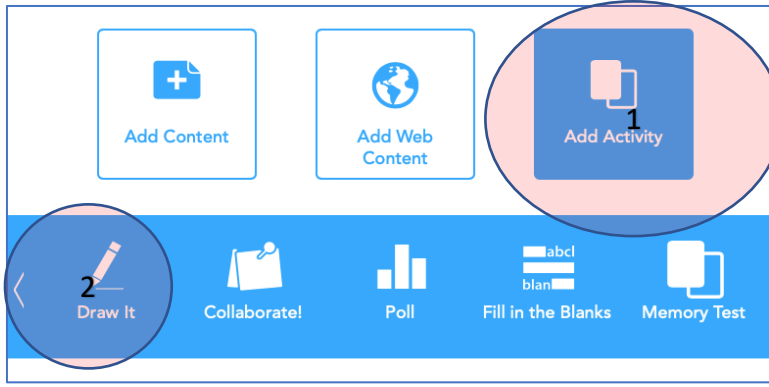 Add Content
Add Web
Content
1
Add Activity
abcl
blan
2
Draw It
Collaborate!
Poll
Fill in the Blanks
Memory Test